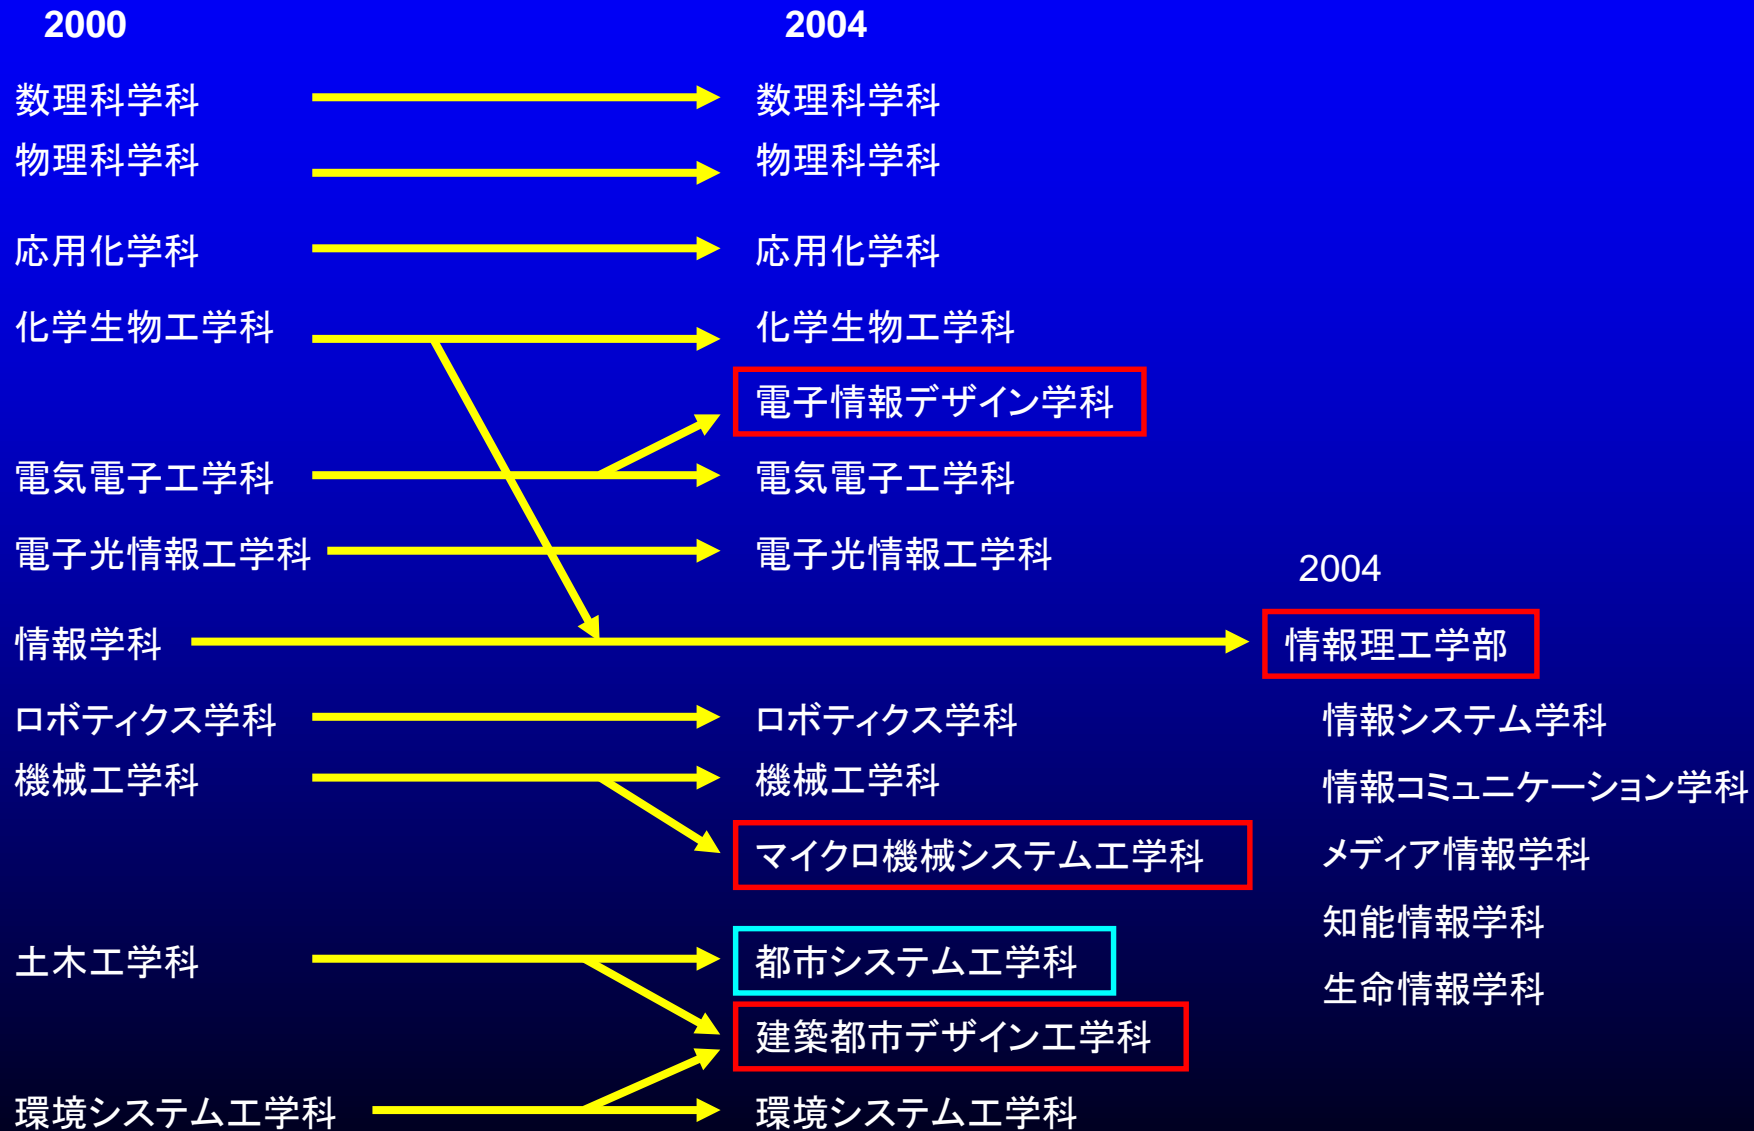 2000
数理科学科
物理科学科
応用化学科
化学生物工学科
電気電子工学科
電子光情報工学科
情報学科
ロボティクス学科
機械工学科
土木工学科
環境システム工学科
2004
数理科学科
物理科学科
応用化学科
化学生物工学科
電子情報デザイン学科
電気電子工学科
電子光情報工学科
ロボティクス学科
機械工学科
マイクロ機械システム工学科
都市システム工学科
建築都市デザイン工学科
環境システム工学科
2004
情報理工学部
情報システム学科
情報コミュニケーション学科
メディア情報学科
知能情報学科
生命情報学科